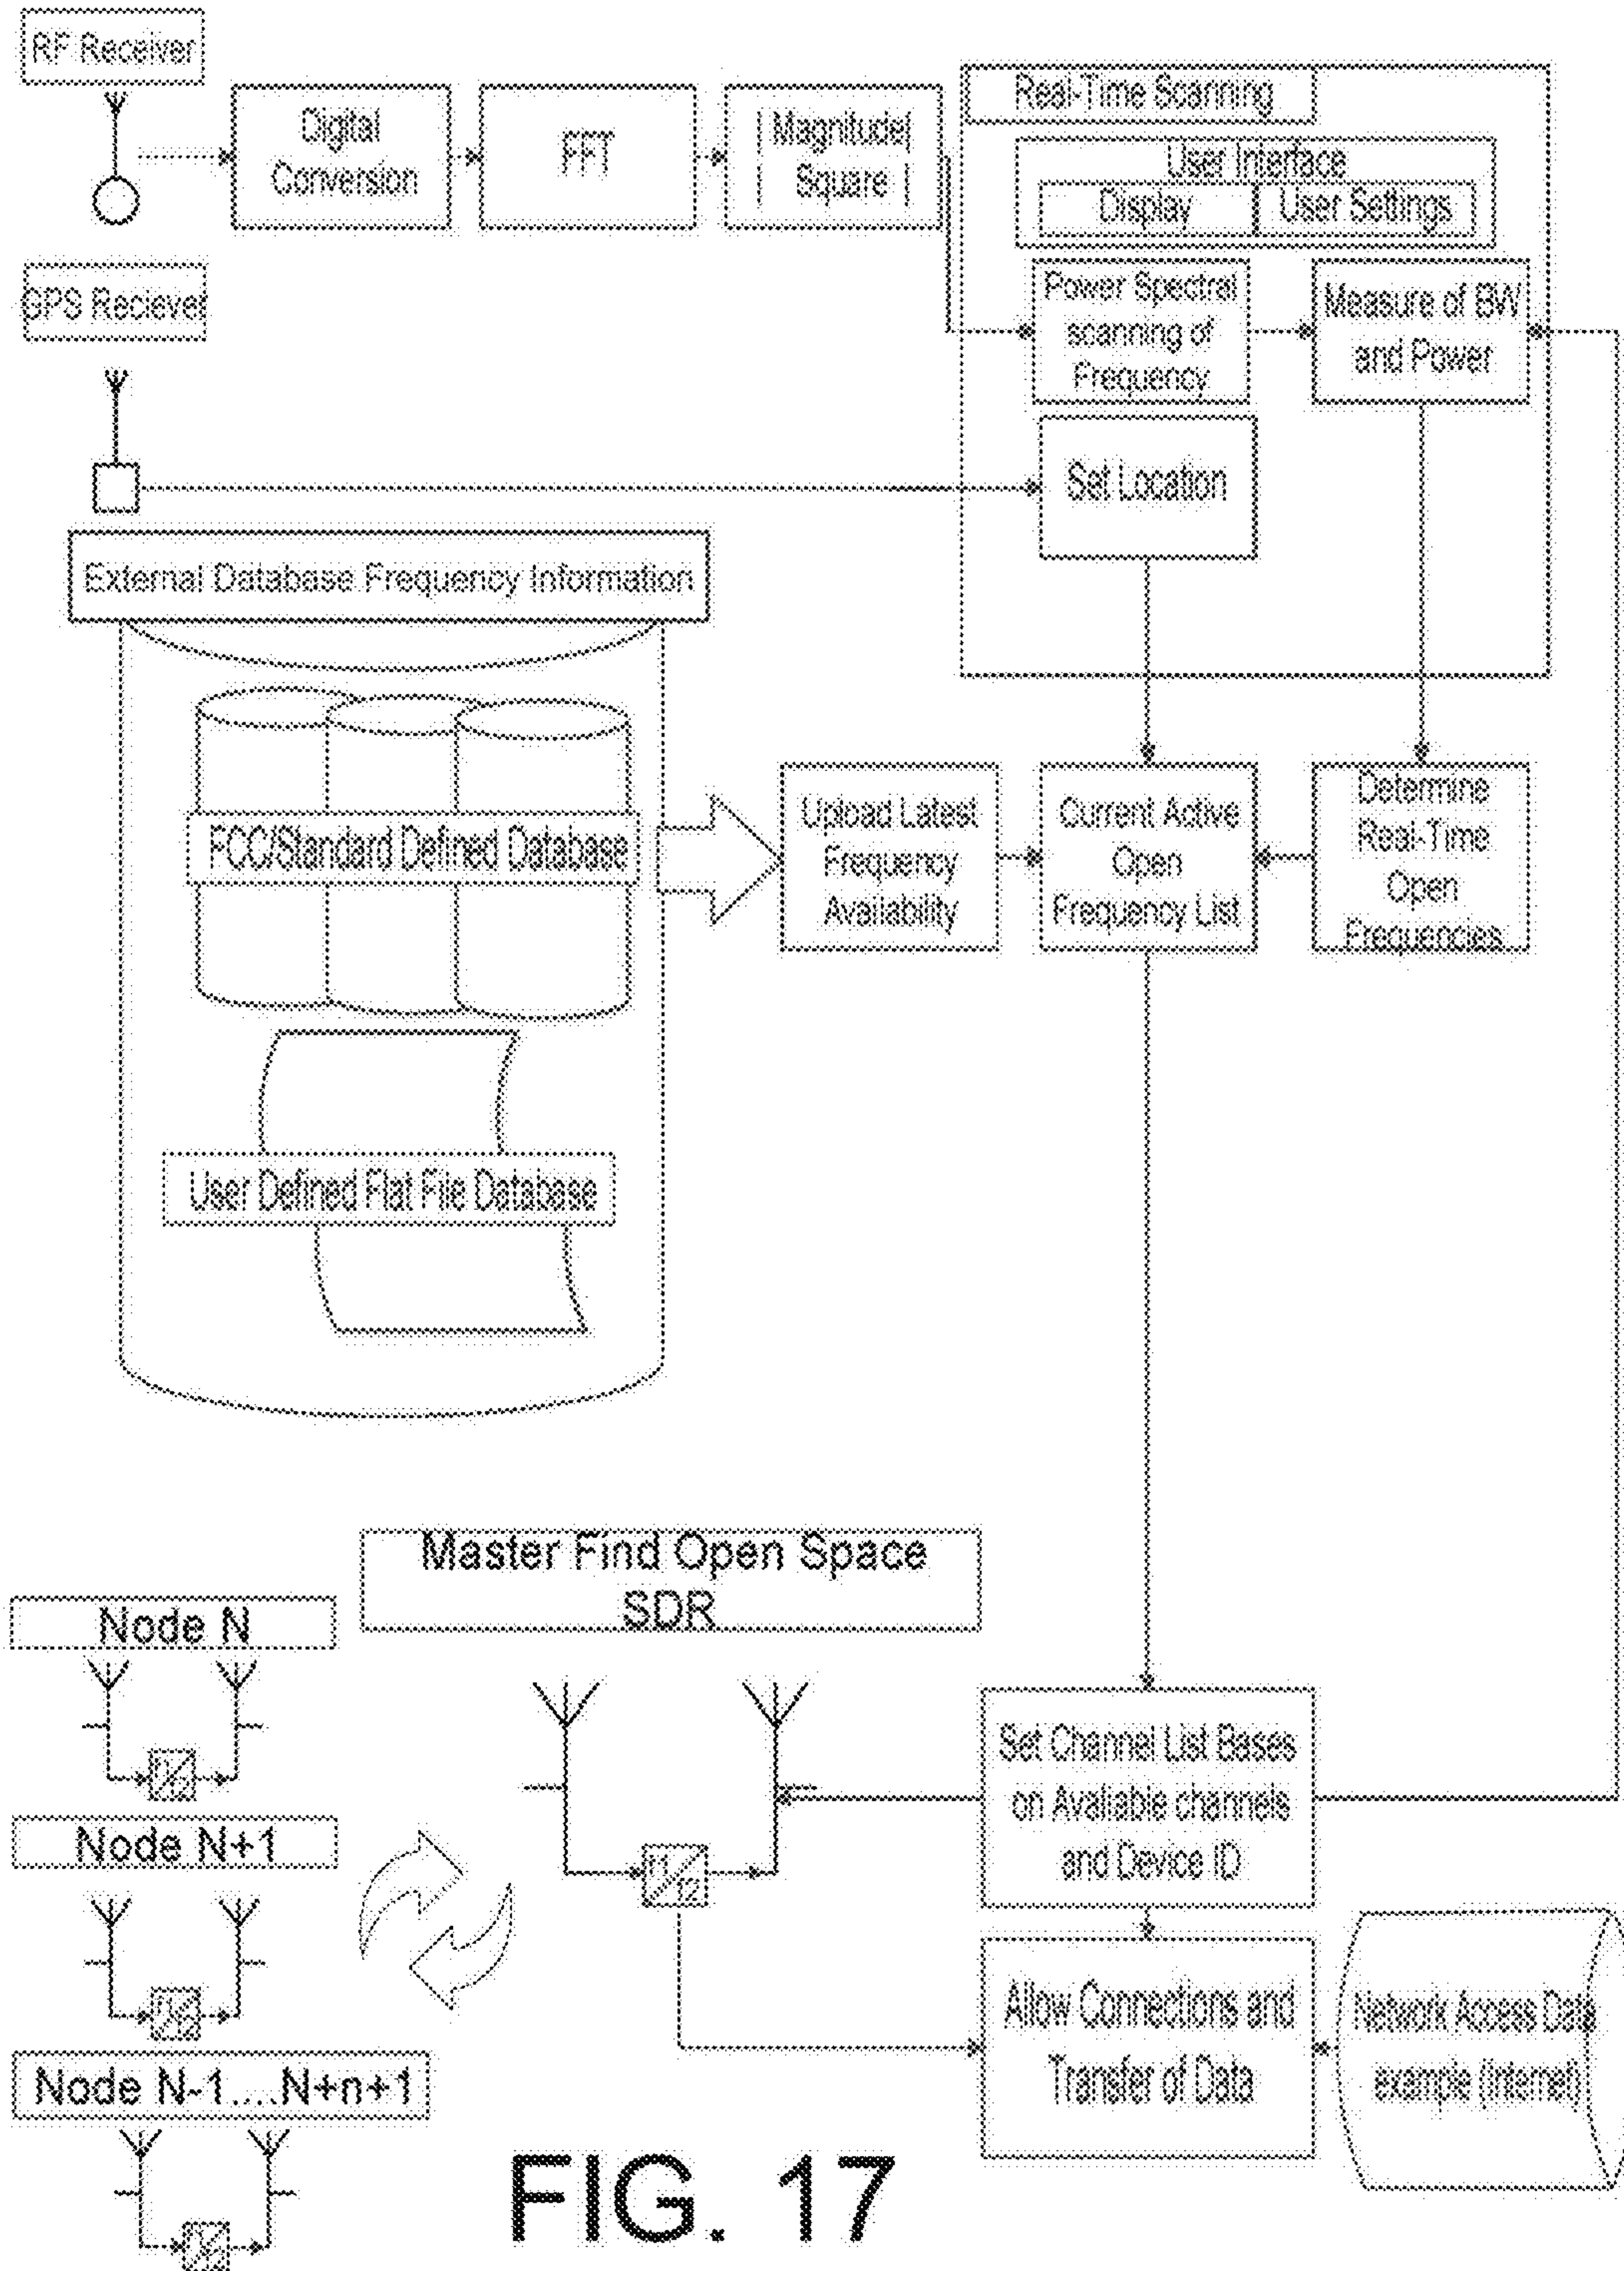 RF Receiver
Digital
Conversion
FFT
| Magnitude|
| Square |
Real-Time Scanning
User Interface
Display
User Settings
GPS Reciever
Power Spectral
scanning of
Frequency
Measure of BW
and Power
Set Location
External Database Frequency Information
FCC/Standard Defined Database
Upload Latest
Frequency
Availability
Current Active
Open
Frequency List
Determine
Real-Time
Open
Frequencies
User Defined Flat File Database
Master Find Open Space
SDR
Node N
Node N+1
Node N-1....N+n+1
Set Channel List Bases
on Avaliable channels
and Device ID
Allow Connections and
Transfer of Data
Network Access Data
example (internet)
FIG. 17